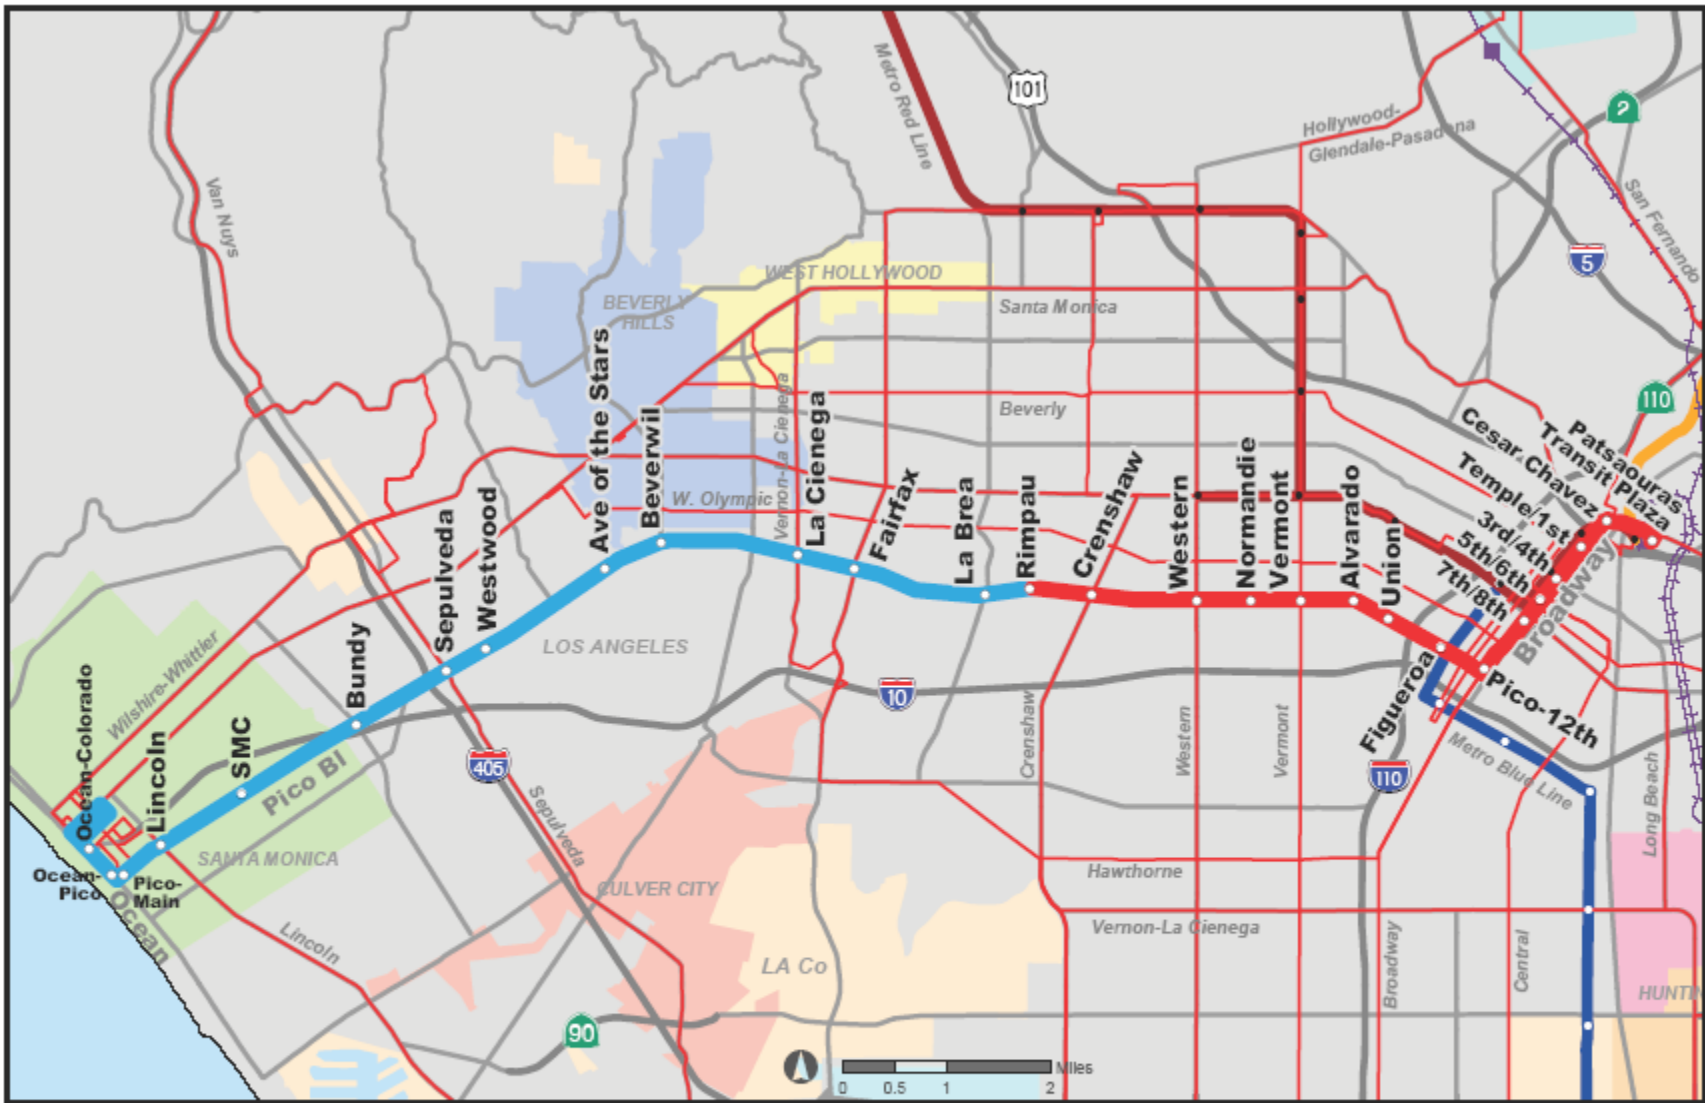 101
2
5
110
10
405
110
90
Metro Red Line
Hollywood-
Glendale-Pasadena
San Fernando
Van Nuys
WEST HOLLYWOOD
BEVERLY
HILLS
Santa Monica
Beverly
Vernon-La Cienega
W. Olympic
Ave of the Stars
Beverwil
La Cienega
Fairfax
La Brea
Rimpau
Crenshaw
Western
Normandie
Vermont
Alvarado
Union
Cesar Chavez
Patsaouras
Transit Plaza
Temple/1st
3rd/4th
5th/6th
7th/8th
Broadway
Figueroa
Pico-12th
Sepulveda
Westwood
Bundy
SMC
Lincoln
Ocean-Colorado
Ocean-
Pico
Pico-
Main
Ocean
Pico Bl
Wilshire-Whittler
LOS ANGELES
SANTA MONICA
CULVER CITY
LA Co
Lincoln
Sepulveda
Crenshaw
Western
Vermont
Metro Blue Line
Long Beach
Hawthorne
Vernon-La Cienega
Broadway
Central
HUNTIN
Miles
0 0.5 1 2